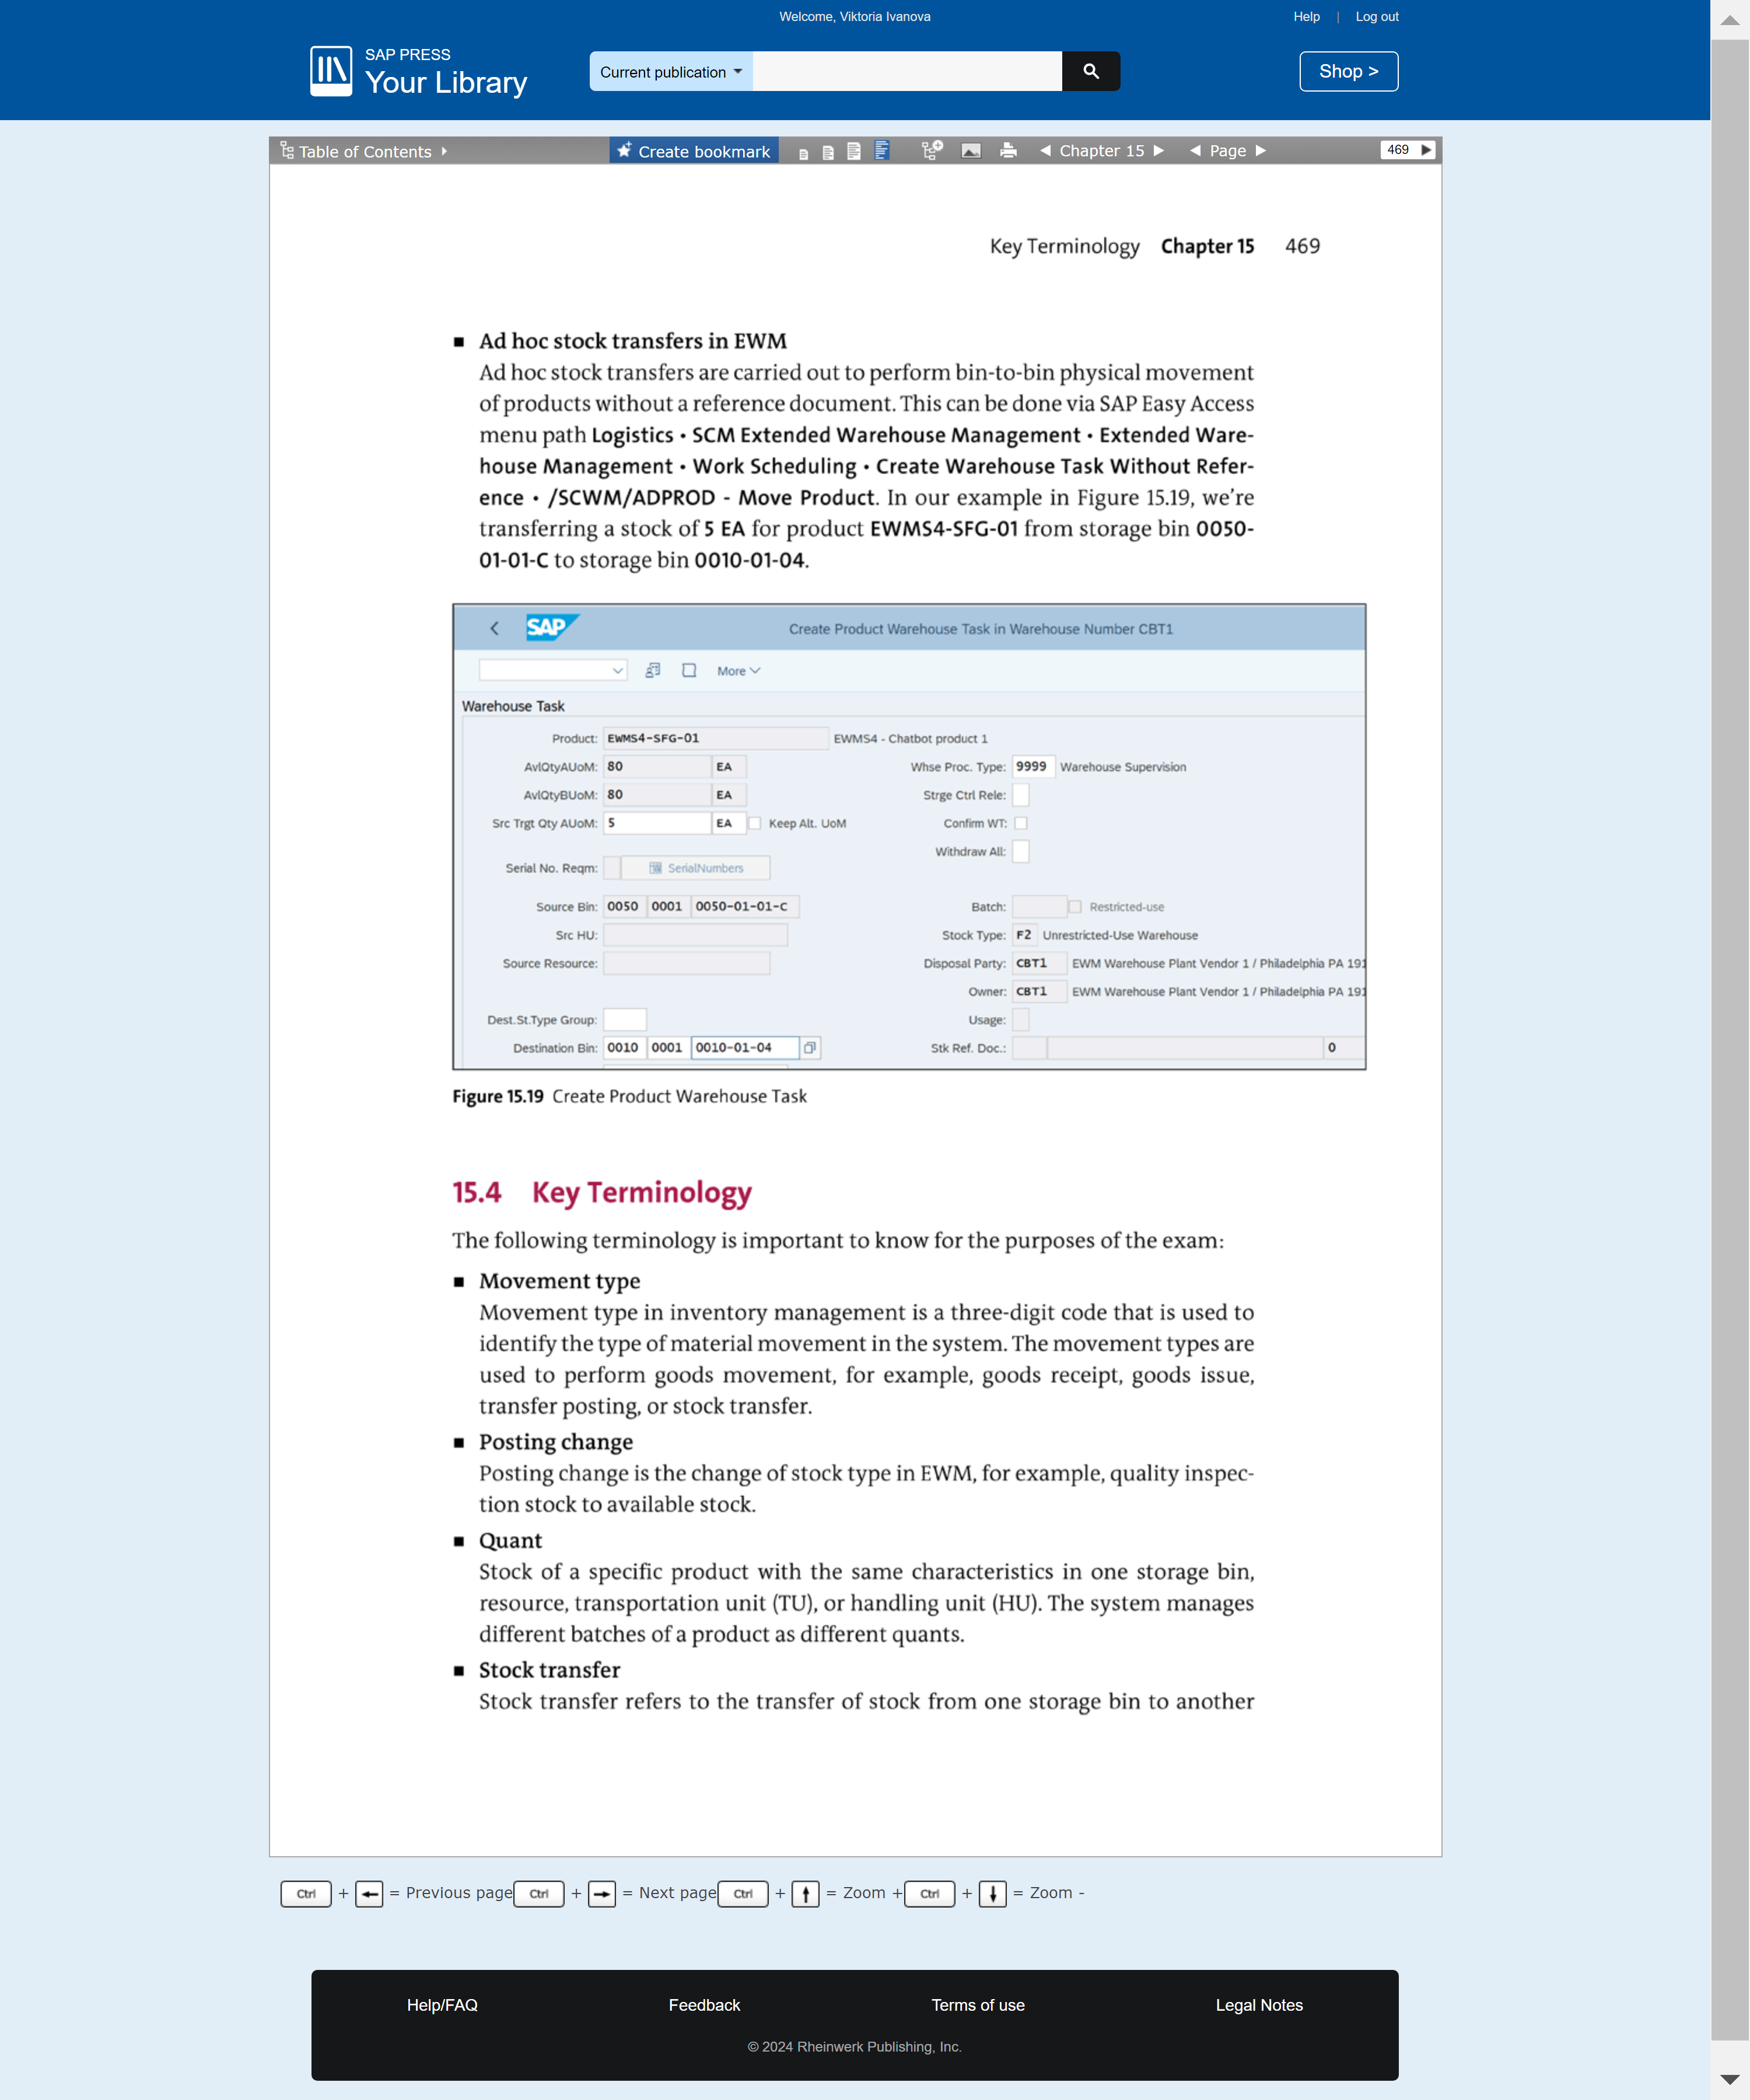 Welcome, Viktoria Ivanova
Help | Log out
SAP PRESS
Your Library
Current publication
Shop >
Table of Contents
Create bookmark
Chapter 15
Page
469
Key Terminology Chapter 15 469
■ Ad hoc stock transfers in EWM
Ad hoc stock transfers are carried out to perform bin-to-bin physical movement
of products without a reference document. This can be done via SAP Easy Access
menu path Logistics • SCM Extended Warehouse Management • Extended Ware-
house Management • Work Scheduling • Create Warehouse Task Without Refer-
ence • /SCWM/ADPROD - Move Product. In our example in Figure 15.19, we’re
transferring a stock of 5 EA for product EWMS4-SFG-01 from storage bin 0050-
01-01-C to storage bin 0010-01-04.
SAP
Create Product Warehouse Task in Warehouse Number CBT1
More
Warehouse Task
Product: EWMS4-SFG-01 EWMS4 - Chatbot product 1
AvlQtyAUoM: 80 EA Whse Proc. Type: 9999 Warehouse Supervision
AvlQtyBUoM: 80 EA Strge Ctrl Rele:
Src Trgt Qty AUoM: 5 EA Keep Alt. UoM Confirm WT:
Withdraw All:
Serial No. Reqm: SerialNumbers
Source Bin: 0050 0001 0050-01-01-C Batch: Restricted-use
Src HU: Stock Type: F2 Unrestricted-Use Warehouse
Source Resource: Disposal Party: CBT1 EWM Warehouse Plant Vendor 1 / Philadelphia PA 191
Owner: CBT1 EWM Warehouse Plant Vendor 1 / Philadelphia PA 191
Dest.St.Type Group: Usage:
Destination Bin: 0010 0001 0010-01-04 Stk Ref. Doc.: 0
Figure 15.19 Create Product Warehouse Task
15.4 Key Terminology
The following terminology is important to know for the purposes of the exam:
■ Movement type
Movement type in inventory management is a three-digit code that is used to
identify the type of material movement in the system. The movement types are
used to perform goods movement, for example, goods receipt, goods issue,
transfer posting, or stock transfer.
■ Posting change
Posting change is the change of stock type in EWM, for example, quality inspec-
tion stock to available stock.
■ Quant
Stock of a specific product with the same characteristics in one storage bin,
resource, transportation unit (TU), or handling unit (HU). The system manages
different batches of a product as different quants.
■ Stock transfer
Stock transfer refers to the transfer of stock from one storage bin to another
Ctrl + ← = Previous page Ctrl + → = Next page Ctrl + ↑ = Zoom + Ctrl + ↓ = Zoom -
Help/FAQ Feedback Terms of use Legal Notes
© 2024 Rheinwerk Publishing, Inc.